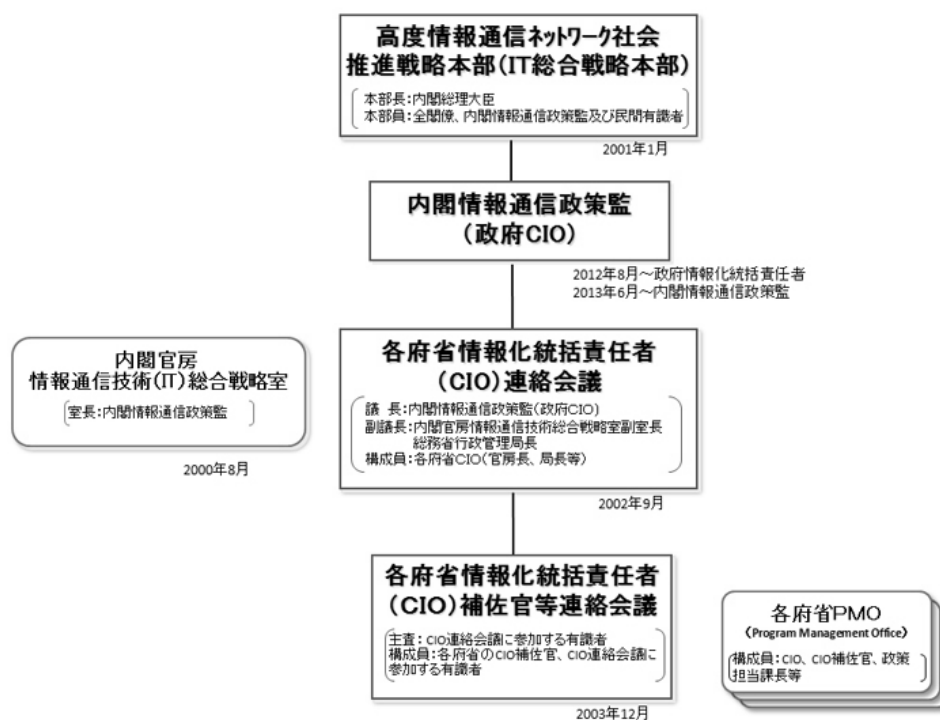 高度情報通信ネットワーク社会
推進戦略本部(IT総合戦略本部)
本部長:内閣総理大臣
本部員:全閣僚、内閣情報通信政策監及び民間有識者
2001年1月
内閣情報通信政策監
(政府CIO)
2012年8月～政府情報化統括責任者
2013年6月～内閣情報通信政策監
内閣官房
情報通信技術(IT)総合戦略室
室長:内閣情報通信政策監
2000年8月
各府省情報化統括責任者
(CIO)連絡会議
議 長:内閣情報通信政策監(政府CIO)
副議長:内閣官房情報通信技術総合戦略室副室長
総務省行政管理局長
構成員:各府省CIO(官房長、局長等)
2002年9月
各府省情報化統括責任者
(CIO)補佐官等連絡会議
主査:CIO連絡会議に参加する有識者
構成員:各府省のCIO補佐官、CIO連絡会議に
参加する有識者
2003年12月
各府省PMO
(Program Management Office)
構成員:CIO、CIO補佐官、政策
担当課長等